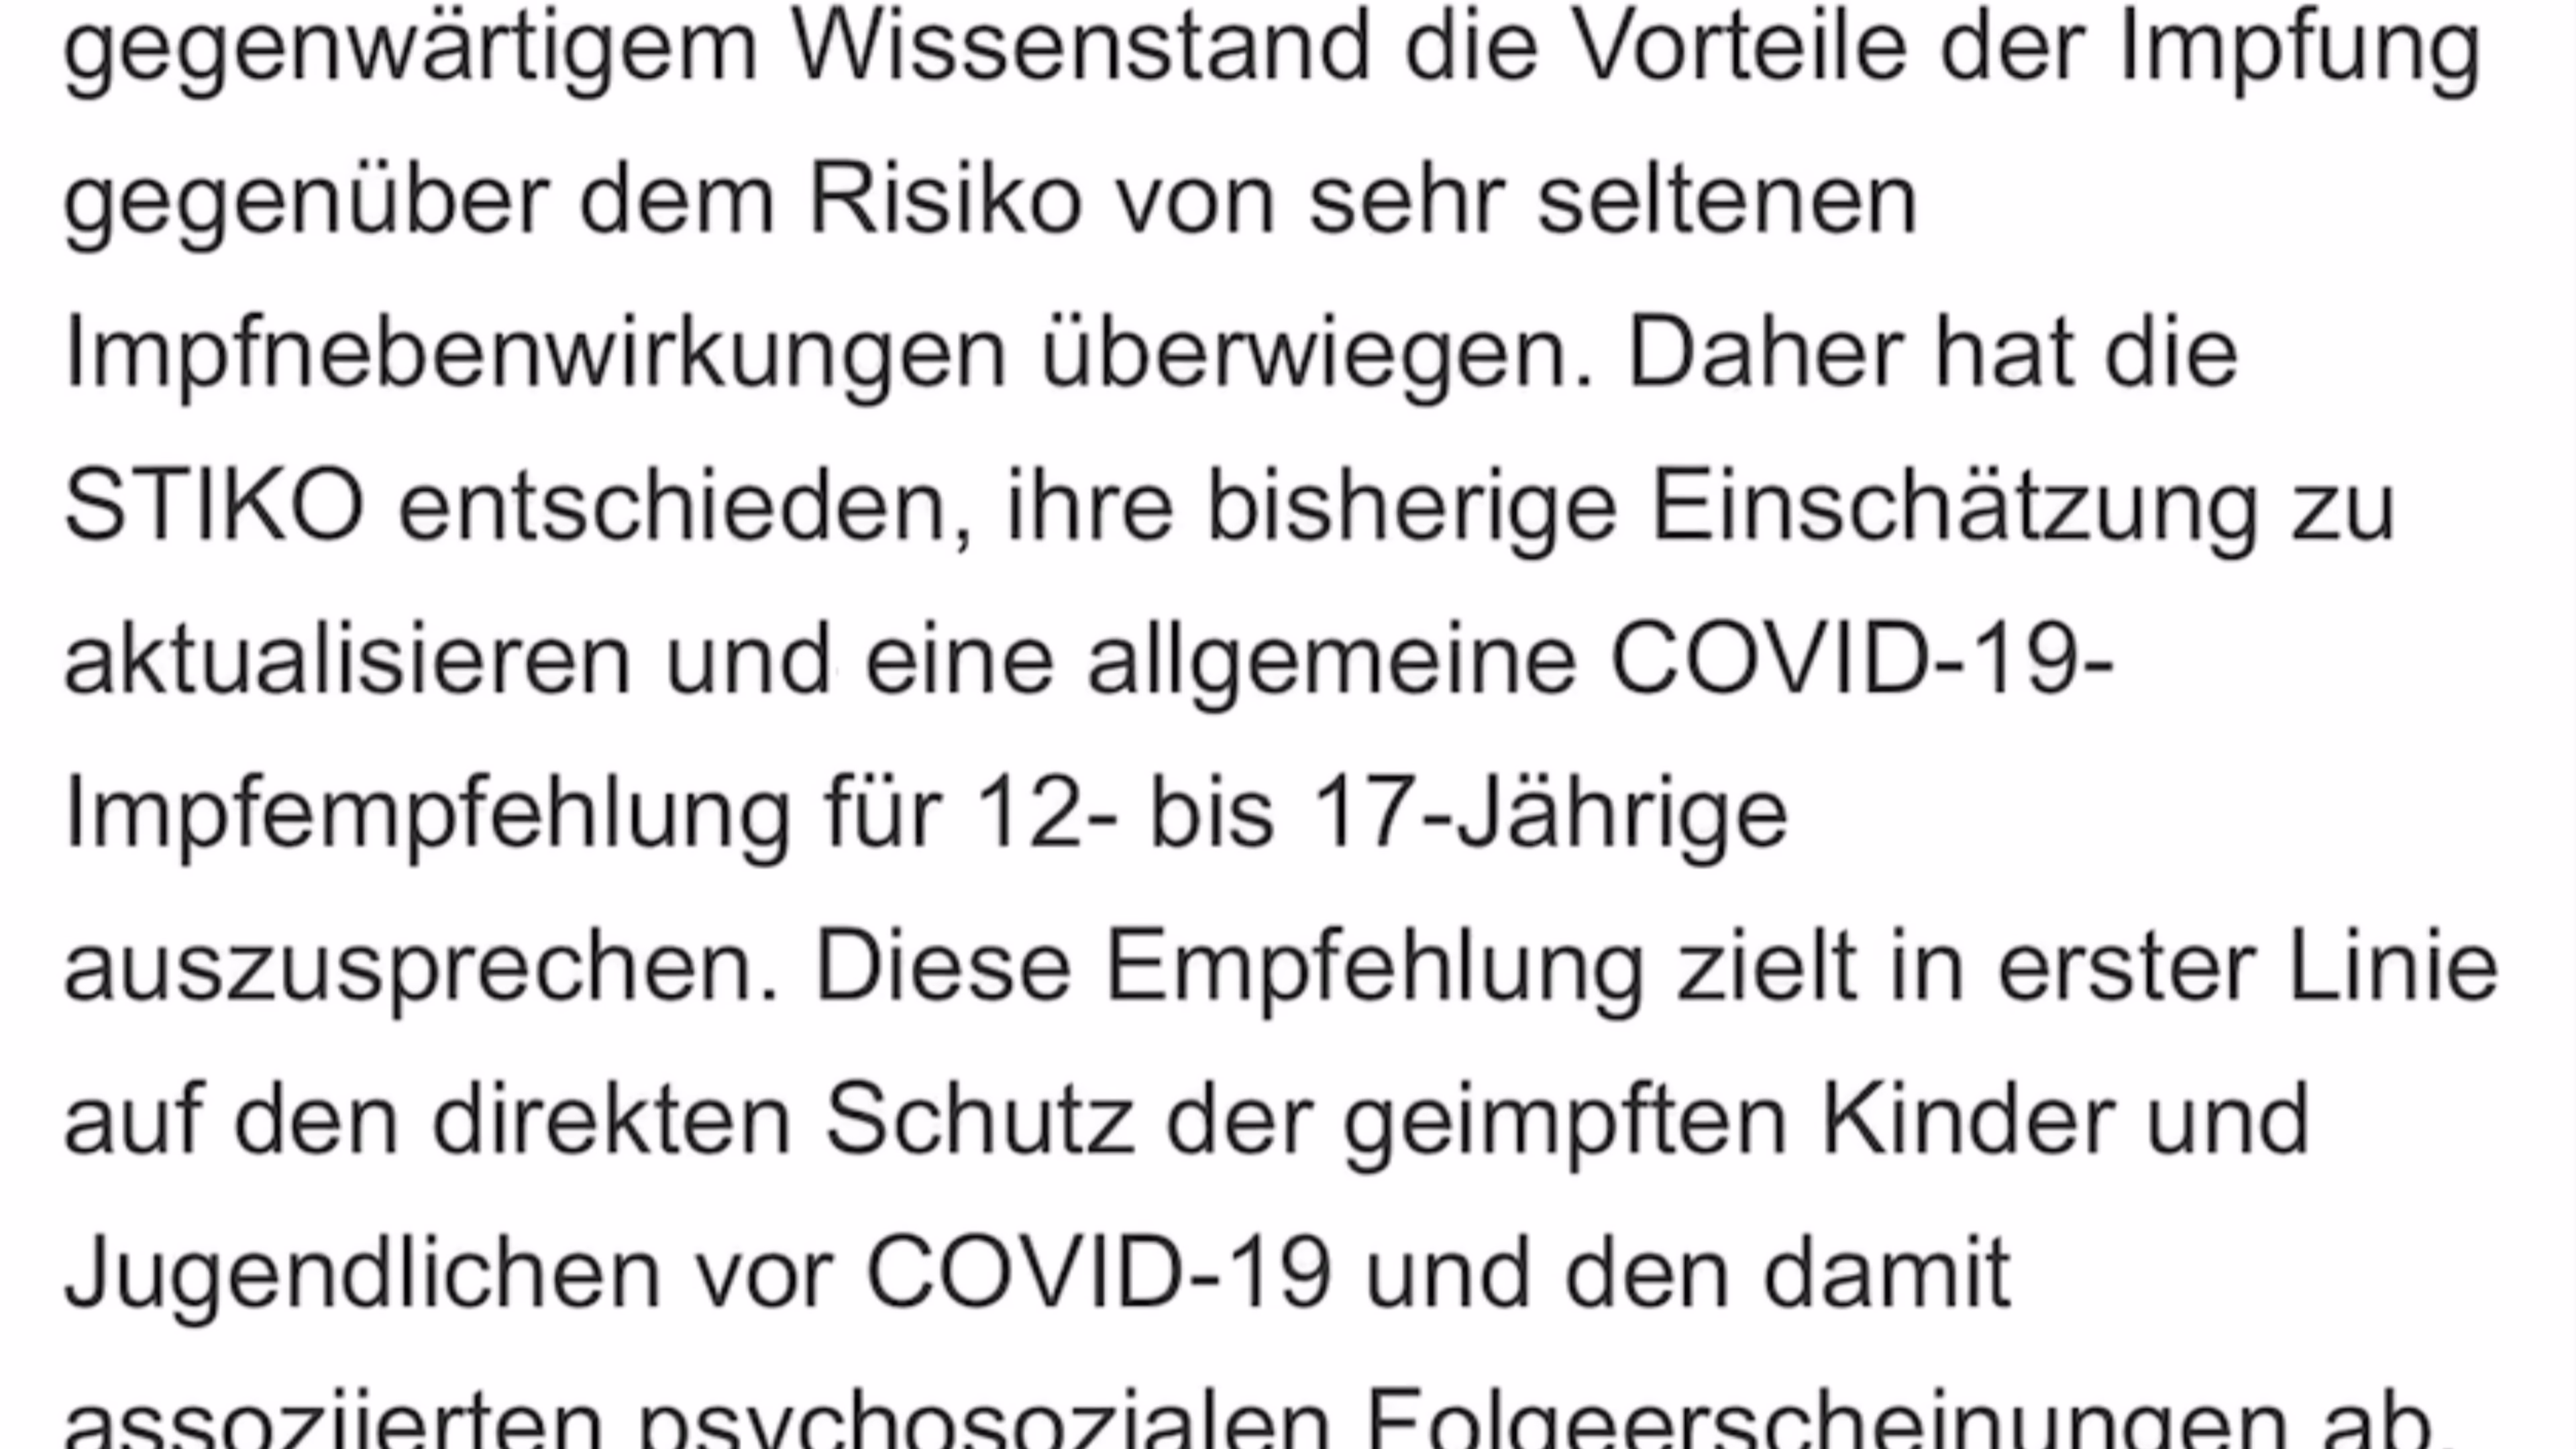 gegenwärtigem Wissenstand die Vorteile der Impfung
gegenüber dem Risiko von sehr seltenen
Impfnebenwirkungen überwiegen. Daher hat die
STIKO entschieden, ihre bisherige Einschätzung zu
aktualisieren und eine allgemeine COVID-19-
Impfempfehlung für 12- bis 17-Jährige
auszusprechen. Diese Empfehlung zielt in erster Linie
auf den direkten Schutz der geimpften Kinder und
Jugendlichen vor COVID-19 und den damit
assoziierten psychosozialen Folgeerscheinungen ab.